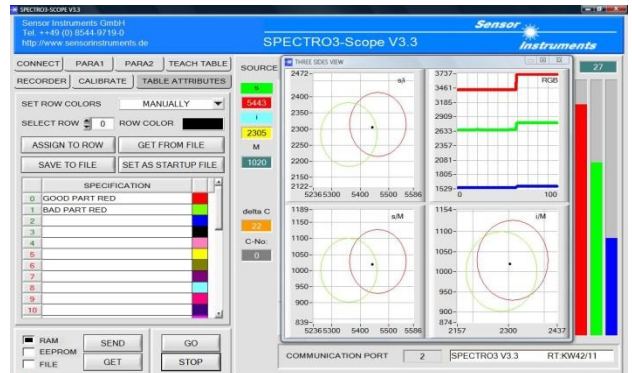 SPECTRO3-SCOPE V3.3
Sensor Instruments GmbH
Tel. ++49 (0) 8544-9719-0
http://www.sensorinstruments.de
SPECTRO3-Scope V3.3
Sensor
Instruments
CONNECT PARA1 PARA2 TEACH TABLE
RECORDER CALIBRATE TABLE ATTRIBUTES
SET ROW COLORS MANUALLY
SELECT ROW 0 ROW COLOR
ASSIGN TO ROW GET FROM FILE
SAVE TO FILE SET AS STARTUP FILE
SPECIFICATION
0 GOOD PART RED
1 BAD PART RED
2
3
4
5
6
7
8
9
10
RAM
EEPROM
FILE
SEND GO
GET STOP
SOURCE
s
5443
i
2305
M
1020
delta C
22
C-No:
0
THREE SIDES VIEW
2472
2400
2350
2300
2250
2200
2150
2122
5236 5300 5400 5500 5586
s/i
3737
3461
3185
2909
2633
2357
2081
1805
1529
0 100
RGB
1189
1150
1100
1050
1000
950
900
839
5236 5300 5400 5500 5586
s/M
1154
1100
1050
1000
950
900
874
2157 2300 2437
i/M
27
COMMUNICATION PORT 2 SPECTRO3 V3.3 RT:KW42/11